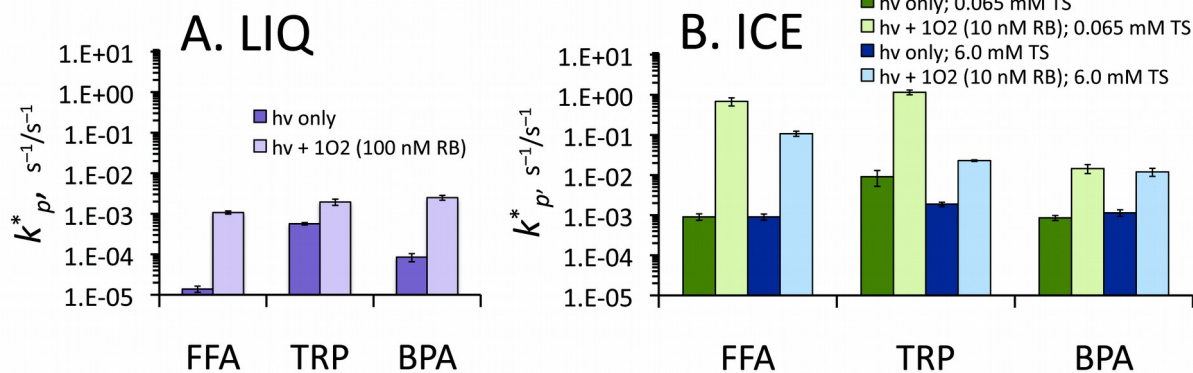 A. LIQ
k*p, s⁻¹/s⁻¹
1.E+01
1.E+00
1.E-01
1.E-02
1.E-03
1.E-04
1.E-05
hv only
hv + 1O2 (100 nM RB)
FFA TRP BPA
B. ICE
hv only; 0.065 mM TS
hv + 1O2 (10 nM RB); 0.065 mM TS
hv only; 6.0 mM TS
hv + 1O2 (10 nM RB); 6.0 mM TS
k*p, s⁻¹/s⁻¹
1.E+01
1.E+00
1.E-01
1.E-02
1.E-03
1.E-04
1.E-05
FFA TRP BPA